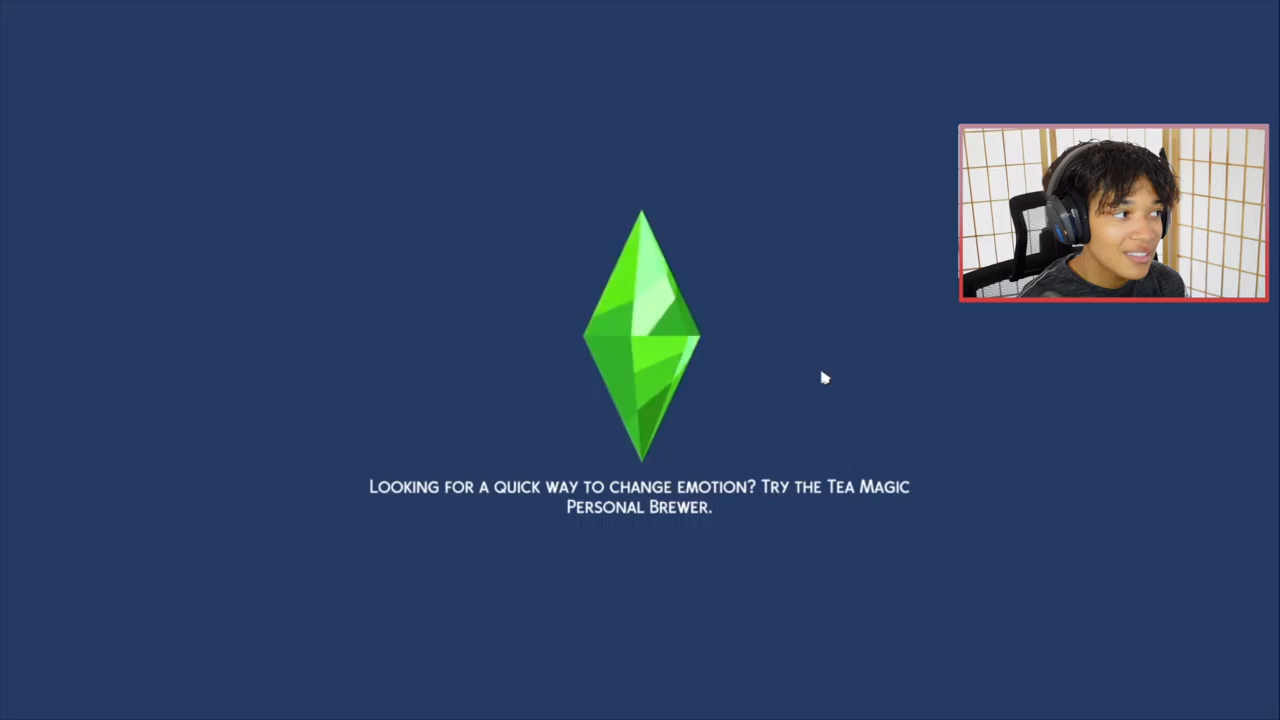 Looking for a quick way to change emotion? Try the Tea Magic
Personal Brewer.